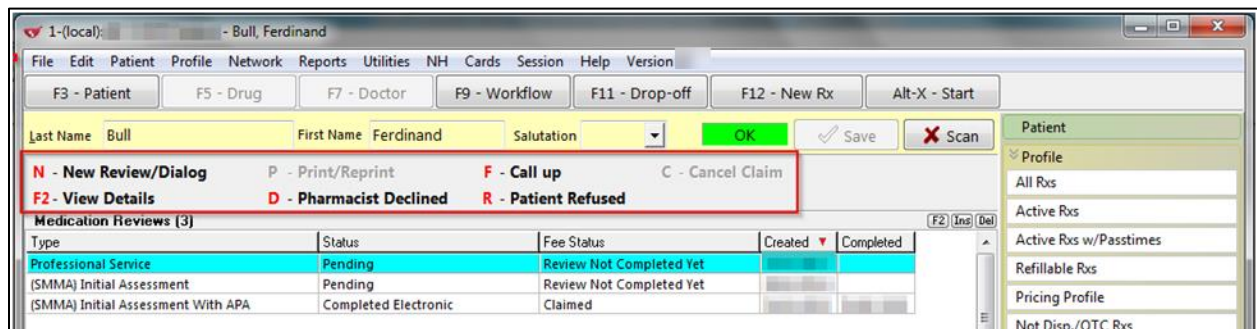 1-(local): - Bull, Ferdinand
File Edit Patient Profile Network Reports Utilities NH Cards Session Help Version
F3 - Patient F5 - Drug F7 - Doctor F9 - Workflow F11 - Drop-off F12 - New Rx Alt-X - Start
Last Name Bull First Name Ferdinand Salutation OK Save Scan
N - New Review/Dialog P - Print/Reprint F - Call up C - Cancel Claim
F2 - View Details D - Pharmacist Declined R - Patient Refused
Medication Reviews (3) F2 Ins Del
Type Status Fee Status Created Completed
Professional Service Pending Review Not Completed Yet
(SMMA) Initial Assessment Pending Review Not Completed Yet
(SMMA) Initial Assessment With APA Completed Electronic Claimed
Patient
Profile
All Rxs
Active Rxs
Active Rxs w/Passtimes
Refillable Rxs
Pricing Profile
Not Disp./OTC Rxs